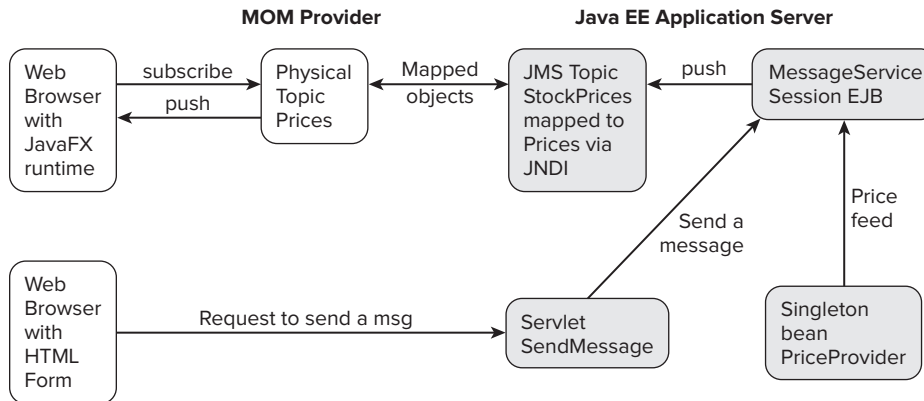 MOM Provider
Java EE Application Server
Web
Browser
with
JavaFX
runtime
subscribe
push
Physical
Topic
Prices
Mapped
objects
JMS Topic
StockPrices
mapped to
Prices via
JNDI
push
MessageService
Session EJB
Send a
message
Price
feed
Web
Browser
with
HTML
Form
Request to send a msg
Servlet
SendMessage
Singleton
bean
PriceProvider